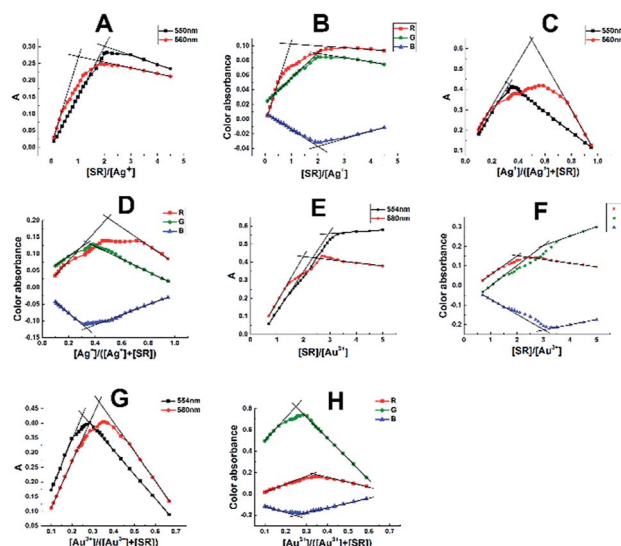 A
550nm
560nm
0.30
0.25
0.20
0.15
0.10
0.05
0.00
A
0 1 2 3 4 5
[SR]/[Ag⁺]
B
R
G
B
0.10
0.08
0.06
0.04
0.02
0.00
-0.02
-0.04
Color absorbance
0 1 2 3 4 5
[SR]/[Ag⁺]
C
550nm
560nm
0.6
0.5
0.4
0.3
0.2
0.1
A
0.0 0.2 0.4 0.6 0.8 1.0
[Ag⁺]/([Ag⁺]+[SR])
D
R
G
B
0.20
0.15
0.10
0.05
0.00
-0.05
-0.10
-0.15
Color absorbance
0.0 0.2 0.4 0.6 0.8 1.0
[Ag⁺]/([Ag⁺]+[SR])
E
554nm
580nm
0.6
0.5
0.4
0.3
0.2
0.1
0.0
A
0 1 2 3 4 5
[SR]/[Au³⁺]
F
0.3
0.2
0.1
0.0
-0.1
-0.2
Color absorbance
1 2 3 4 5
[SR]/[Au³⁺]
G
554nm
580nm
0.45
0.40
0.35
0.30
0.25
0.20
0.15
0.10
0.05
A
0.1 0.2 0.3 0.4 0.5 0.6 0.7
[Au³⁺]/([Au³⁺]+[SR])
H
R
G
B
0.8
0.6
0.4
0.2
0.0
-0.2
Color absorbance
0.1 0.2 0.3 0.4 0.5 0.6
[Au³⁺]/([Au³⁺]+[SR])